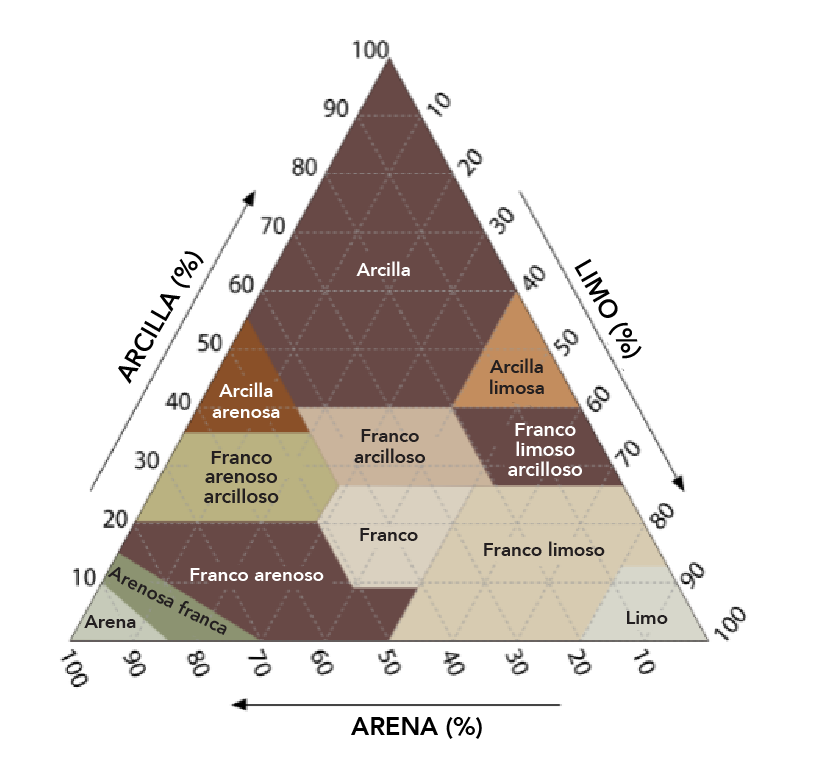 100
90
10
80
20
70
30
ARCILLA (%)
LIMO (%)
Arcilla
60
40
50
50
Arcilla
limosa
Arcilla
arenosa
40
60
Franco
arcilloso
Franco
limoso
arcilloso
Franco
arenoso
arcilloso
30
70
20
80
Franco
Franco limoso
10
90
Franco arenoso
Arenosa franca
Arena
Limo
100
100
90
80
70
60
50
40
30
20
10
ARENA (%)